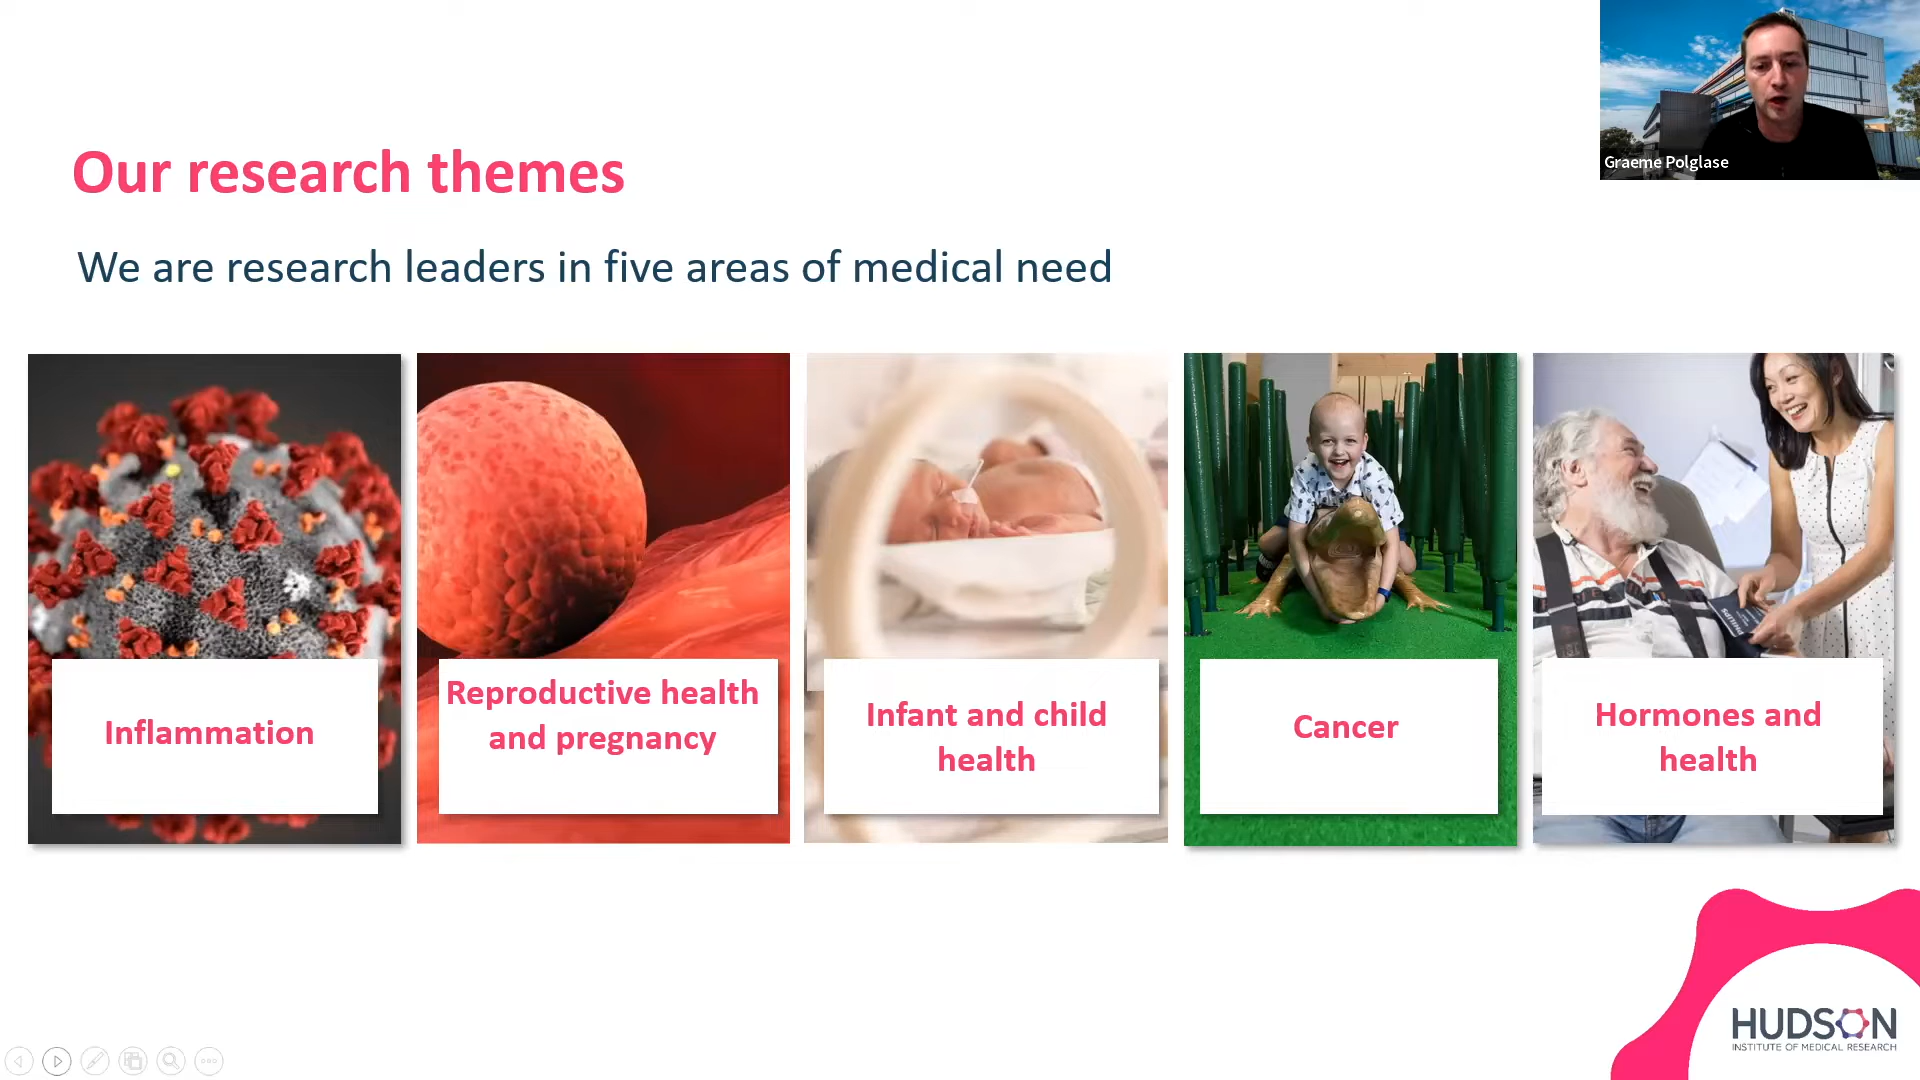 Graeme Polglase
Our research themes
We are research leaders in five areas of medical need
Inflammation
Reproductive health
and pregnancy
Infant and child
health
Cancer
Hormones and
health
PHILIPS
HUDSON
INSTITUTE OF MEDICAL RESEARCH